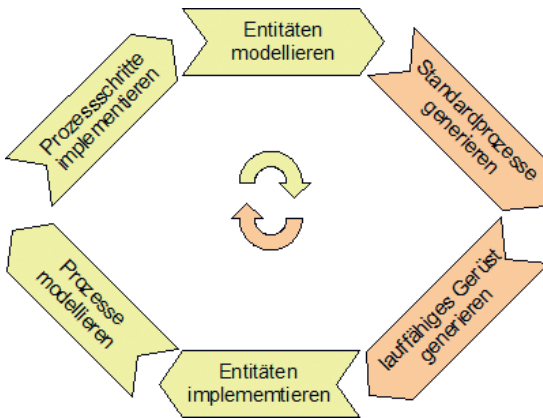 Entitäten
modellieren
Standardprozesse
generieren
lauffähiges Gerüst
generieren
Entitäten
implememtieren
Prozesse
modellieren
Prozessschritte
implementieren